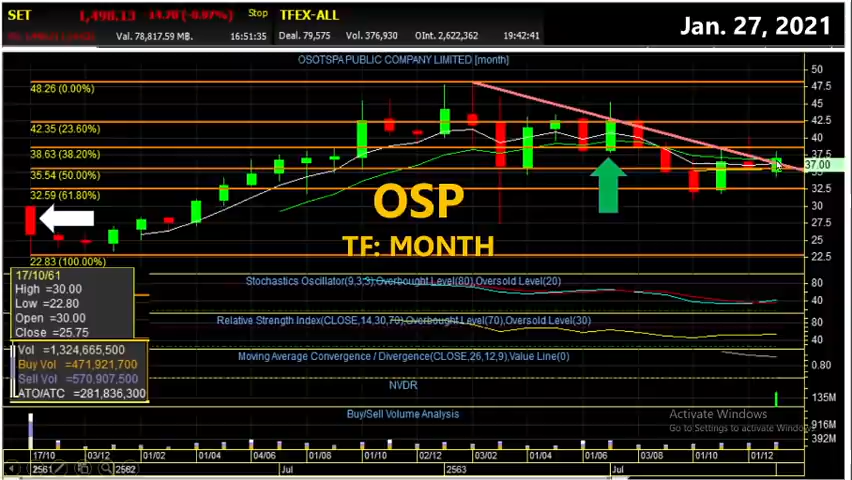 SET 1,498.13 -14.70 (-0.97%) Stop TFEX-ALL
Val. 78,817.59 MB. 16:51:35 Deal. 79,575 Val. 376,930 OInt. 2,622,362 19:42:41
Jan. 27, 2021
OSOTSPA PUBLIC COMPANY LIMITED [month]
48.26 (0.00%)
42.35 (23.60%)
38.63 (38.20%)
35.54 (50.00%)
32.59 (61.80%)
22.83 (100.00%)
50
47.5
45
42.5
40
37.5
37.00
35
32.5
30
27.5
25
22.5
OSP
TF: MONTH
17/10/61
High =30.00
Low =22.80
Open =30.00
Close =25.75
Vol =1,324,665,500
Buy Vol =471,921,700
Sell Vol =570,907,500
ATO/ATC =281,836,300
Stochastics Oscillator(9,3,3),Overbought Level(80),Oversold Level(20)
80
40
Relative Strength Index(CLOSE,14,30,70),Overbought Level(70),Oversold Level(30)
80
40
Moving Average Convergence / Divergence(CLOSE,26,12,9),Value Line(0)
0.80
NVDR
135M
Buy/Sell Volume Analysis
916M
392M
Activate Windows
Go to Settings to activate Windows
17/10 03/12 01/02 01/04 04/06 01/08 01/10 02/12 03/02 01/04 01/06 03/08 01/10 01/12
2561 2562 Jul 2563 Jul